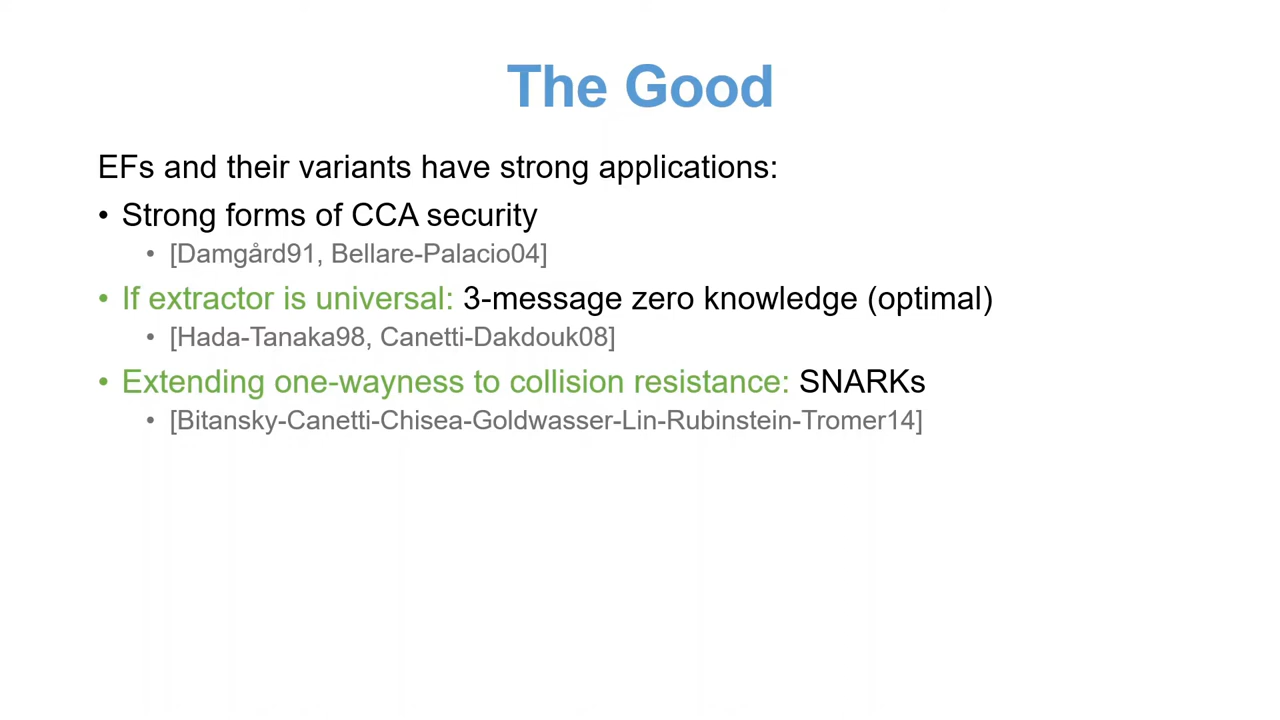 The Good
EFs and their variants have strong applications:
• Strong forms of CCA security
• [Damgård91, Bellare-Palacio04]
• If extractor is universal: 3-message zero knowledge (optimal)
• [Hada-Tanaka98, Canetti-Dakdouk08]
• Extending one-wayness to collision resistance: SNARKs
• [Bitansky-Canetti-Chisea-Goldwasser-Lin-Rubinstein-Tromer14]